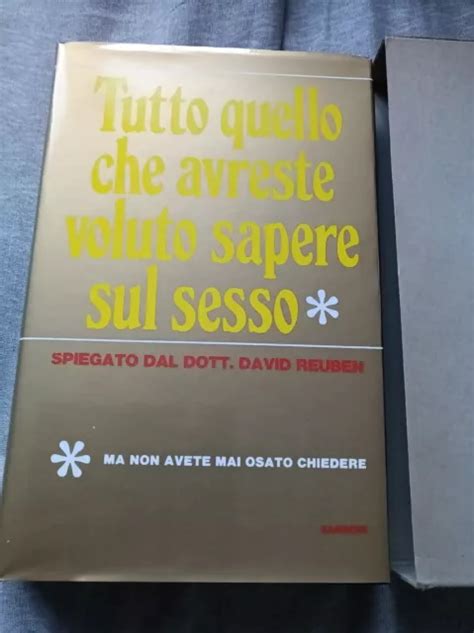 Tutto quello
che avreste
voluto sapere
sul sesso*
SPIEGATO DAL DOTT. DAVID REUBEN
* MA NON AVETE MAI OSATO CHIEDERE